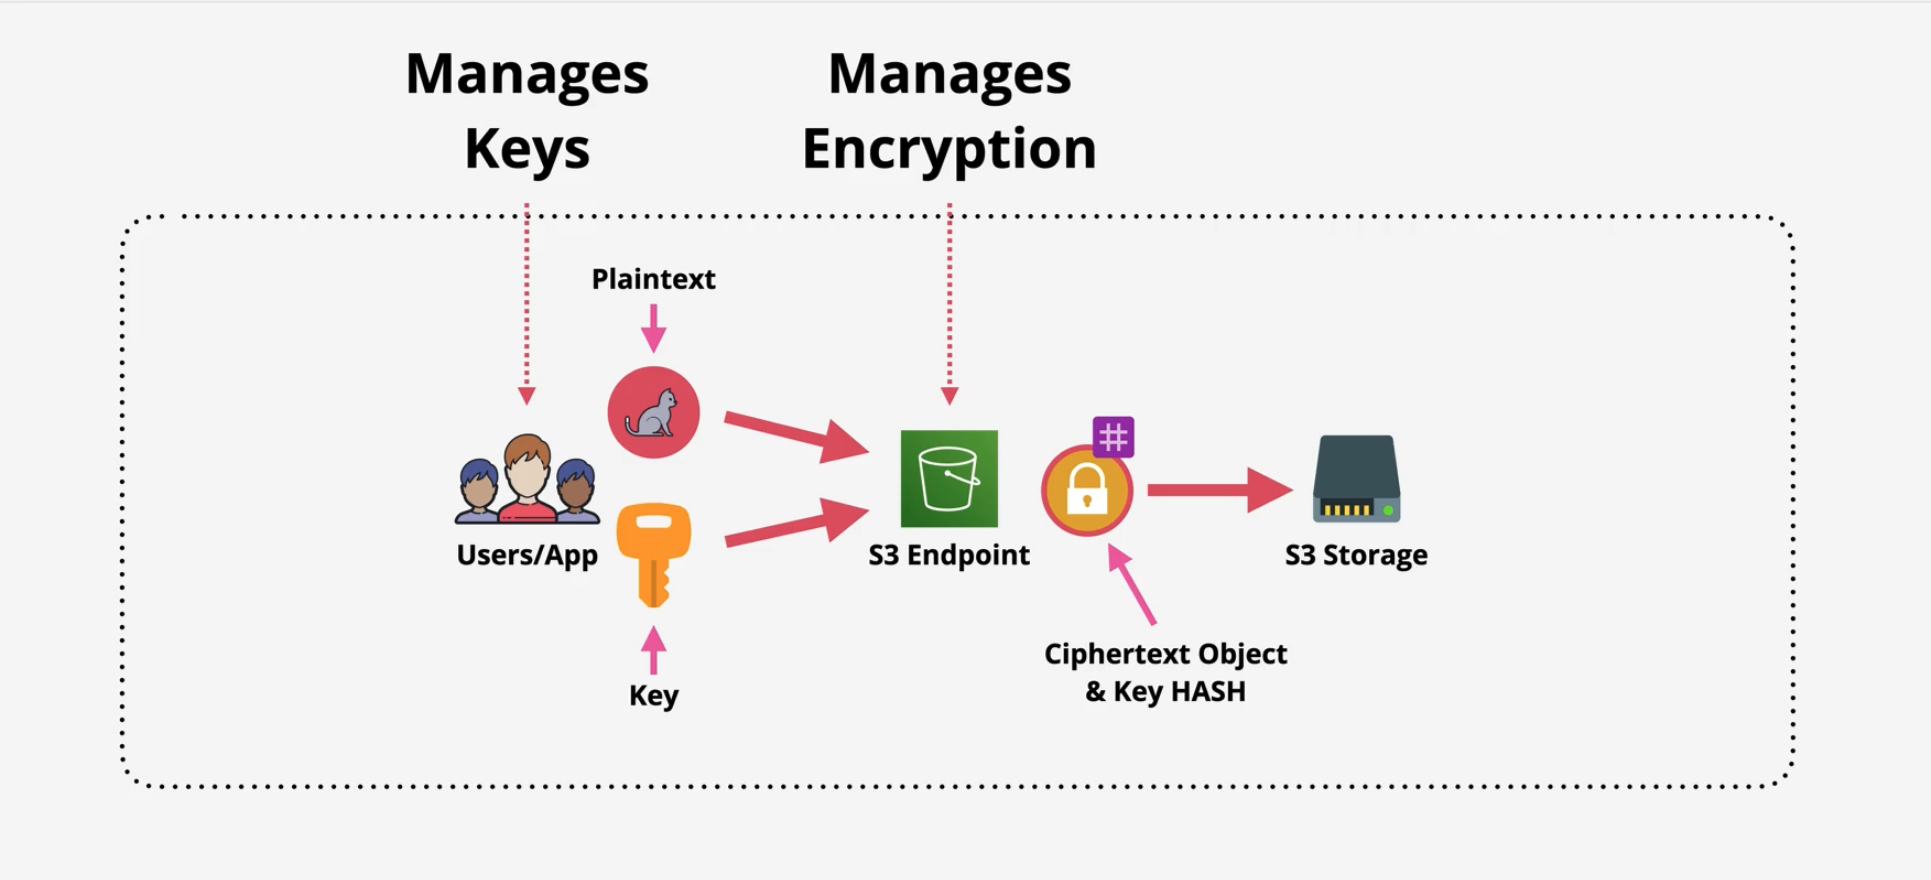 Manages
Keys
Manages
Encryption
Plaintext
Users/App
Key
S3 Endpoint
Ciphertext Object
& Key HASH
S3 Storage